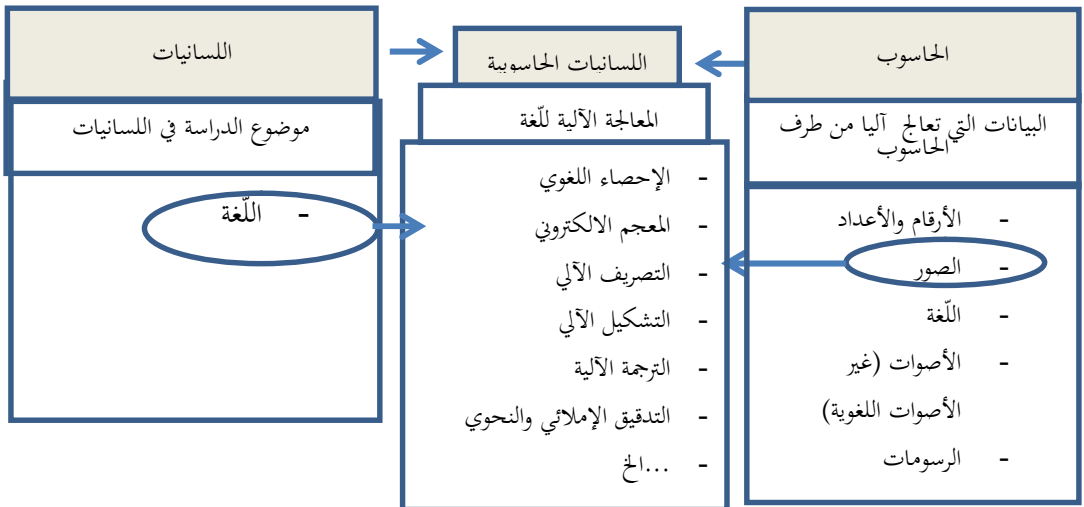 اللسانيات
موضوع الدراسة في اللسانيات
- اللّغة
اللسانيات الحاسوبية
المعالجة الآلية للّغة
- الإحصاء اللغوي
- المعجم الالكتروني
- التصريف الآلي
- التشكيل الآلي
- الترجمة الآلية
- التدقيق الإملائي والنحوي
- ...الخ
الحاسوب
البيانات التي تعالج آليا من طرف
الحاسوب
- الأرقام والأعداد
- الصور
- اللّغة
- الأصوات (غير
الأصوات اللغوية)
- الرسومات